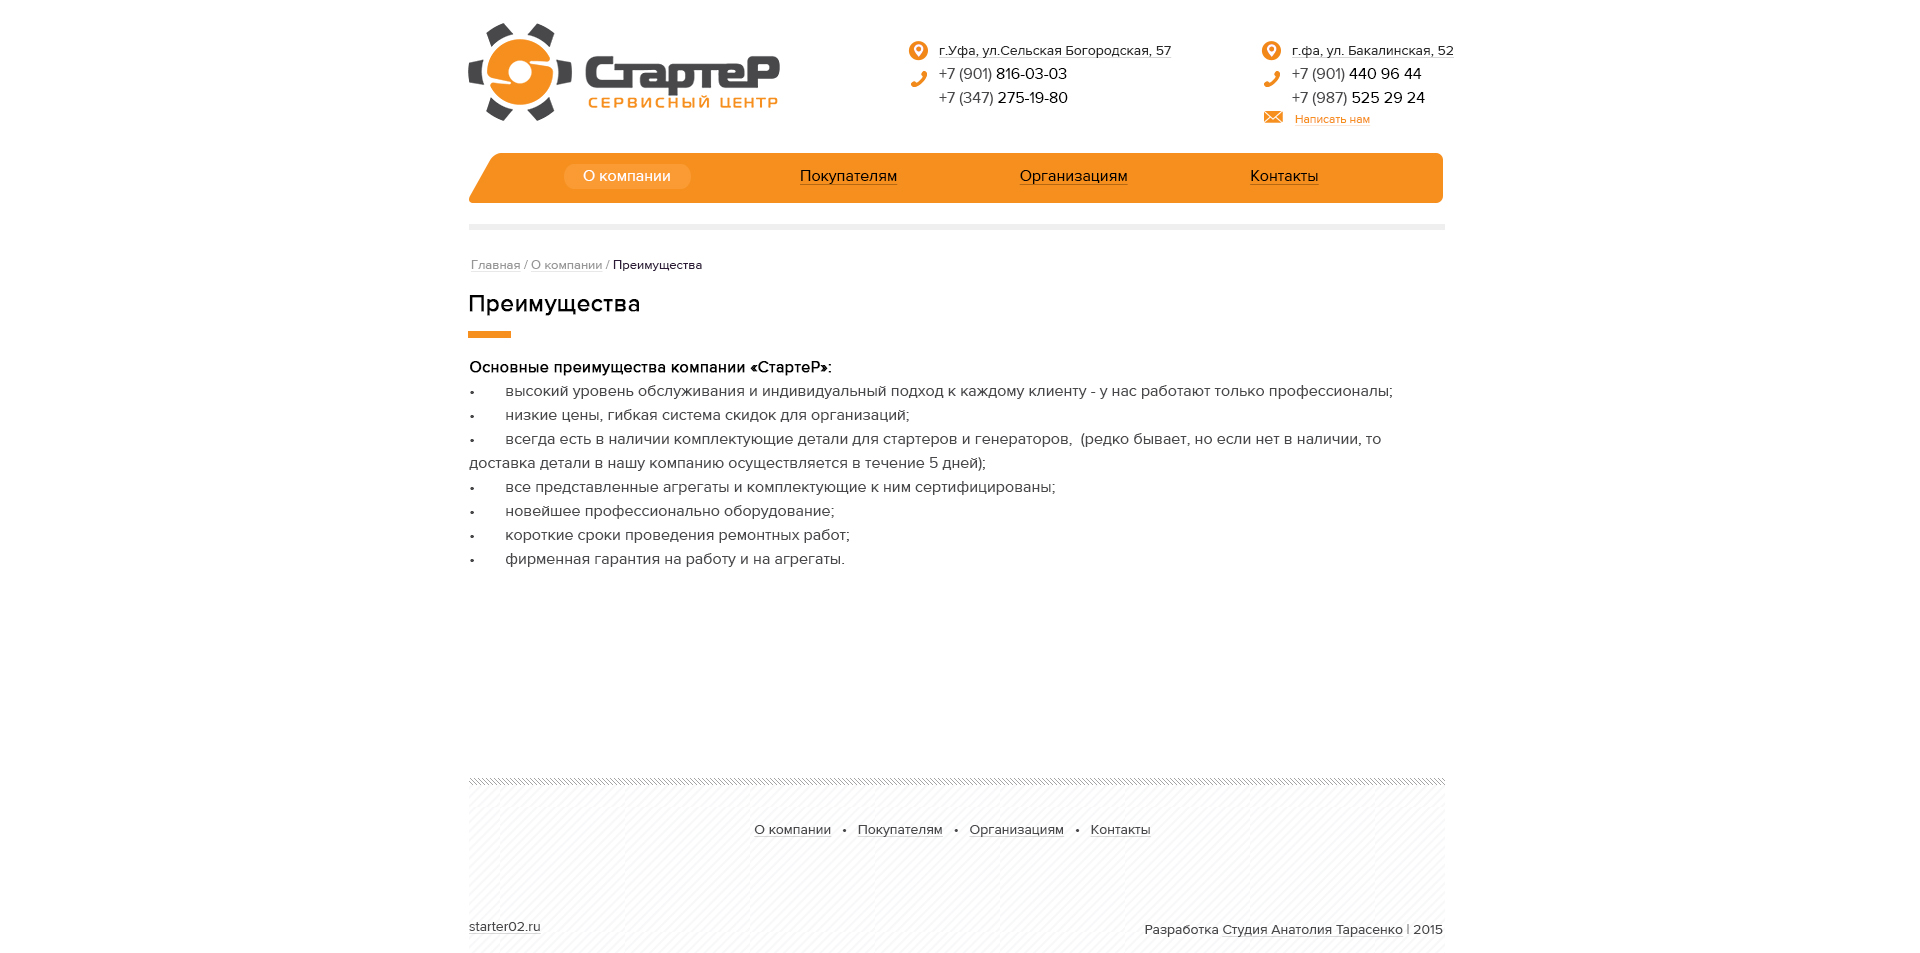 СтартеР
СЕРВИСНЫЙ ЦЕНТР
г.Уфа, ул.Сельская Богородская, 57
+7 (901) 816-03-03
+7 (347) 275-19-80
г.фа, ул. Бакалинская, 52
+7 (901) 440 96 44
+7 (987) 525 29 24
Написать нам
О компании
Покупателям
Организациям
Контакты
Главная / О компании / Преимущества
Преимущества
Основные преимущества компании «СтартеР»:
• высокий уровень обслуживания и индивидуальный подход к каждому клиенту - у нас работают только профессионалы;
• низкие цены, гибкая система скидок для организаций;
• всегда есть в наличии комплектующие детали для стартеров и генераторов, (редко бывает, но если нет в наличии, то
доставка детали в нашу компанию осуществляется в течение 5 дней);
• все представленные агрегаты и комплектующие к ним сертифицированы;
• новейшее профессионально оборудование;
• короткие сроки проведения ремонтных работ;
• фирменная гарантия на работу и на агрегаты.
О компании • Покупателям • Организациям • Контакты
starter02.ru
Разработка Студия Анатолия Тарасенко | 2015